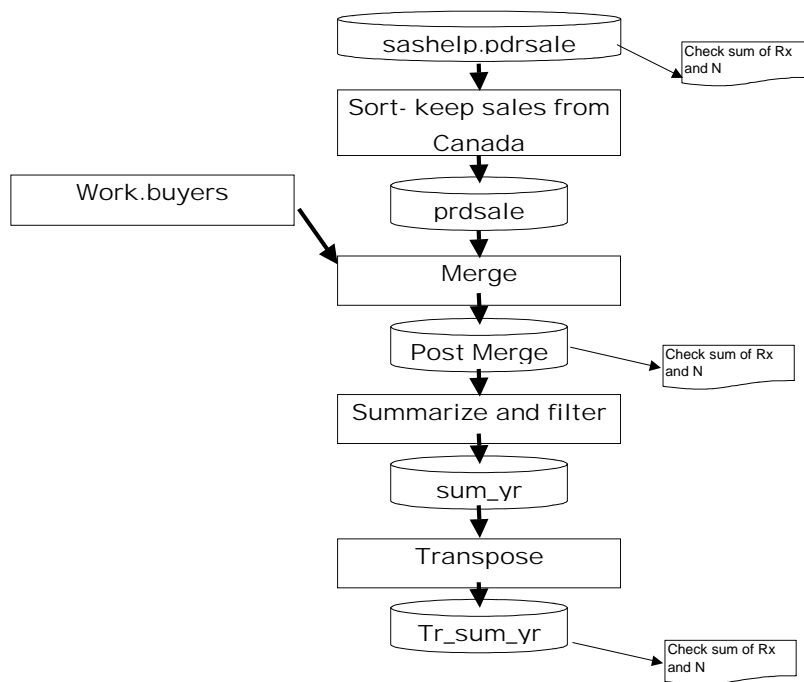 sashelp.pdrsale
Check sum of Rx
and N
Sort- keep sales from
Canada
Work.buyers
prdsale
Merge
Post Merge
Check sum of Rx
and N
Summarize and filter
sum_yr
Transpose
Tr_sum_yr
Check sum of Rx
and N